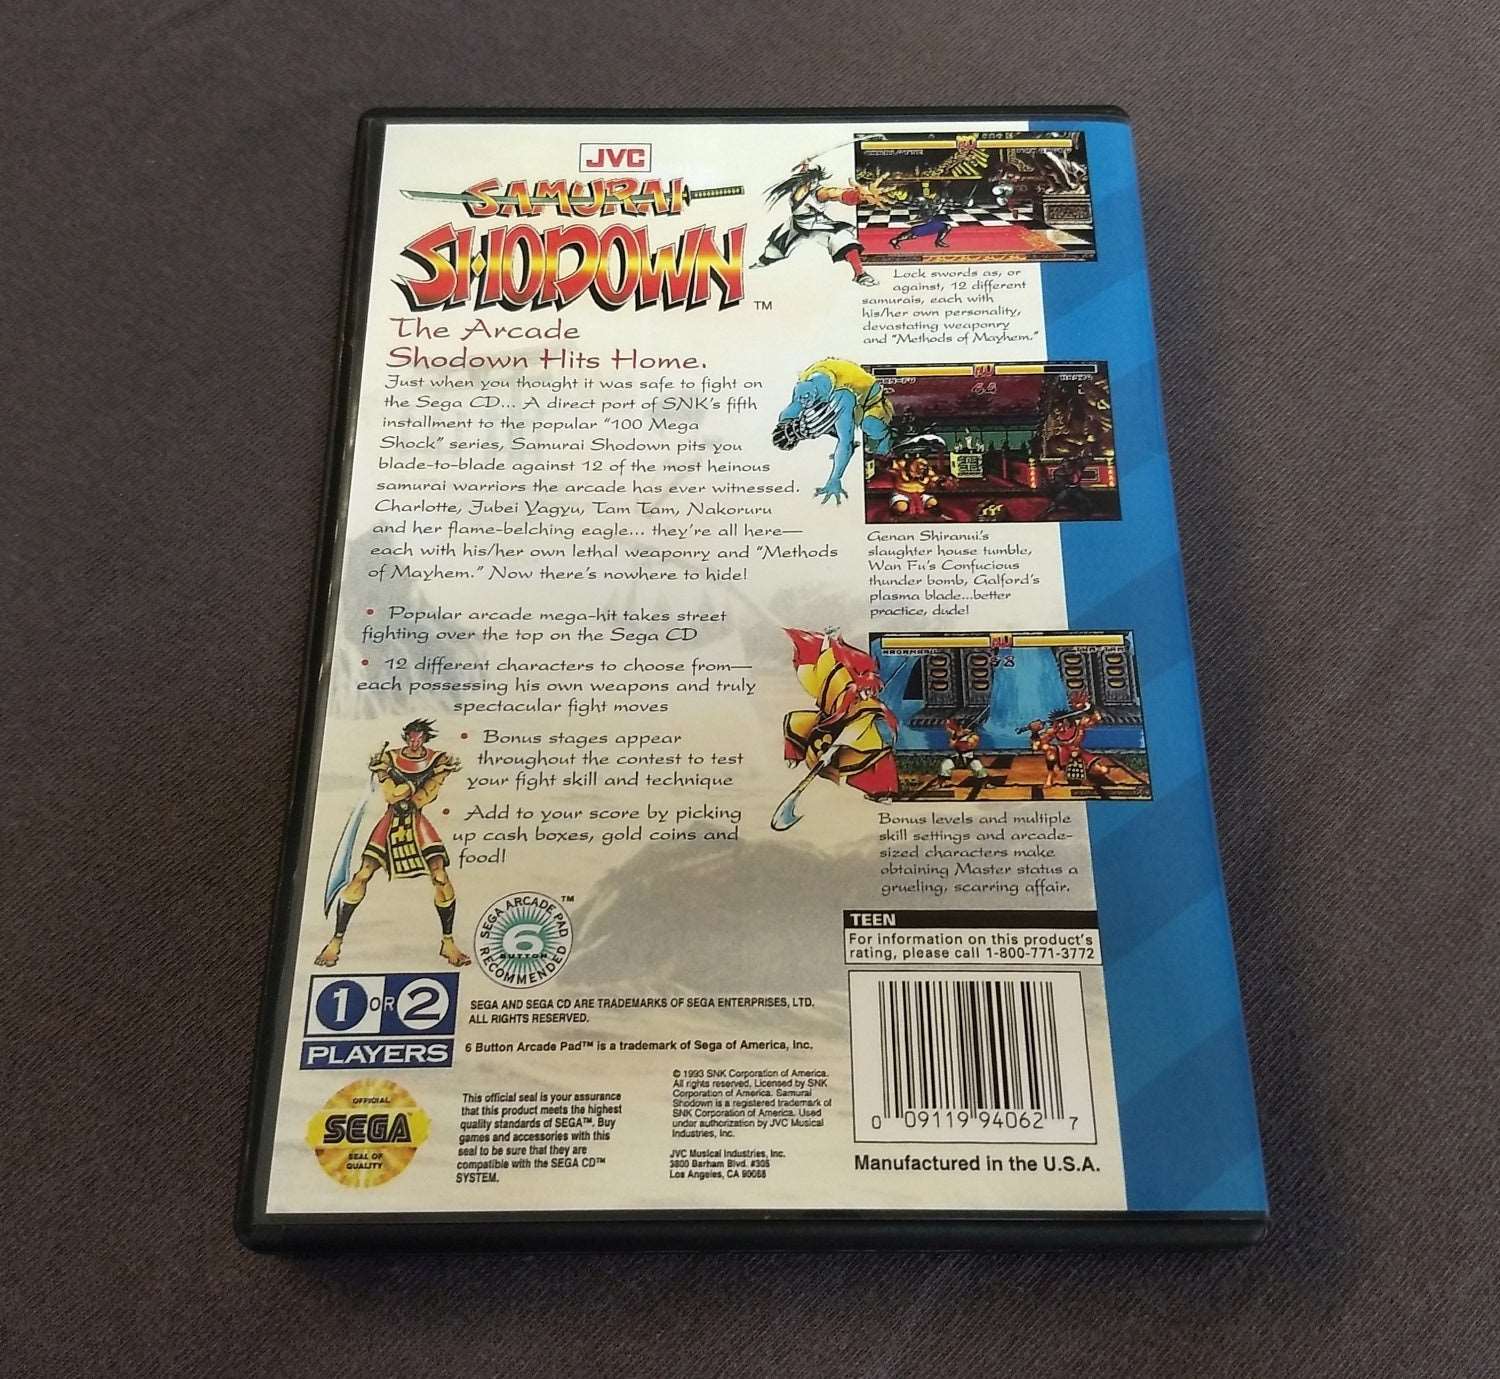 JVC
SAMURAI
SHODOWN
TM
The Arcade
Shodown Hits Home.
Just when you thought it was safe to fight on
the Sega CD... A direct port of SNK's fifth
installment to the popular "100 Mega
Shock" series, Samurai Shodown pits you
blade-to-blade against 12 of the most heinous
samurai warriors the arcade has ever witnessed.
Charlotte, Jubei Yagyu, Tam Tam, Nakoruru
and her flame-belching eagle... they're all here—
each with his/her own lethal weaponry and "Methods
of Mayhem." Now there's nowhere to hide!
• Popular arcade mega-hit takes street
fighting over the top on the Sega CD
• 12 different characters to choose from—
each possessing his own weapons and truly
spectacular fight moves
• Bonus stages appear
throughout the contest to test
your fight skill and technique
• Add to your score by picking
up cash boxes, gold coins and
food!
Lock swords as, or
against, 12 different
samurais, each with
his/her own personality,
devastating weaponry
and "Methods of Mayhem."
64
Genan Shiranui's
slaughter house tumble,
Wan Fu's Confucious
thunder bomb, Galford's
plasma blade...better
practice, dude!
Bonus levels and multiple
skill settings and arcade-
sized characters make
obtaining Master status a
grueling, scarring affair.
SEGA ARCADE PAD
6
BUTTON
RECOMMENDED
TM
1 OR 2
PLAYERS
SEGA AND SEGA CD ARE TRADEMARKS OF SEGA ENTERPRISES, LTD.
ALL RIGHTS RESERVED.
6 Button Arcade Pad™ is a trademark of Sega of America, Inc.
OFFICIAL
SEGA
SEAL OF
QUALITY
This official seal is your assurance
that this product meets the highest
quality standards of SEGA™. Buy
games and accessories with this
seal to be sure that they are
compatible with the SEGA CD™
SYSTEM.
© 1993 SNK Corporation of America.
All rights reserved. Licensed by SNK
Corporation of America. Samurai
Shodown is a registered trademark of
SNK Corporation of America. Used
under authorization by JVC Musical
Industries, Inc.
JVC Musical Industries, Inc.
3800 Barham Blvd. #305
Los Angeles, CA 90068
TEEN
For information on this product's
rating, please call 1-800-771-3772
0 09119 94062 7
Manufactured in the U.S.A.